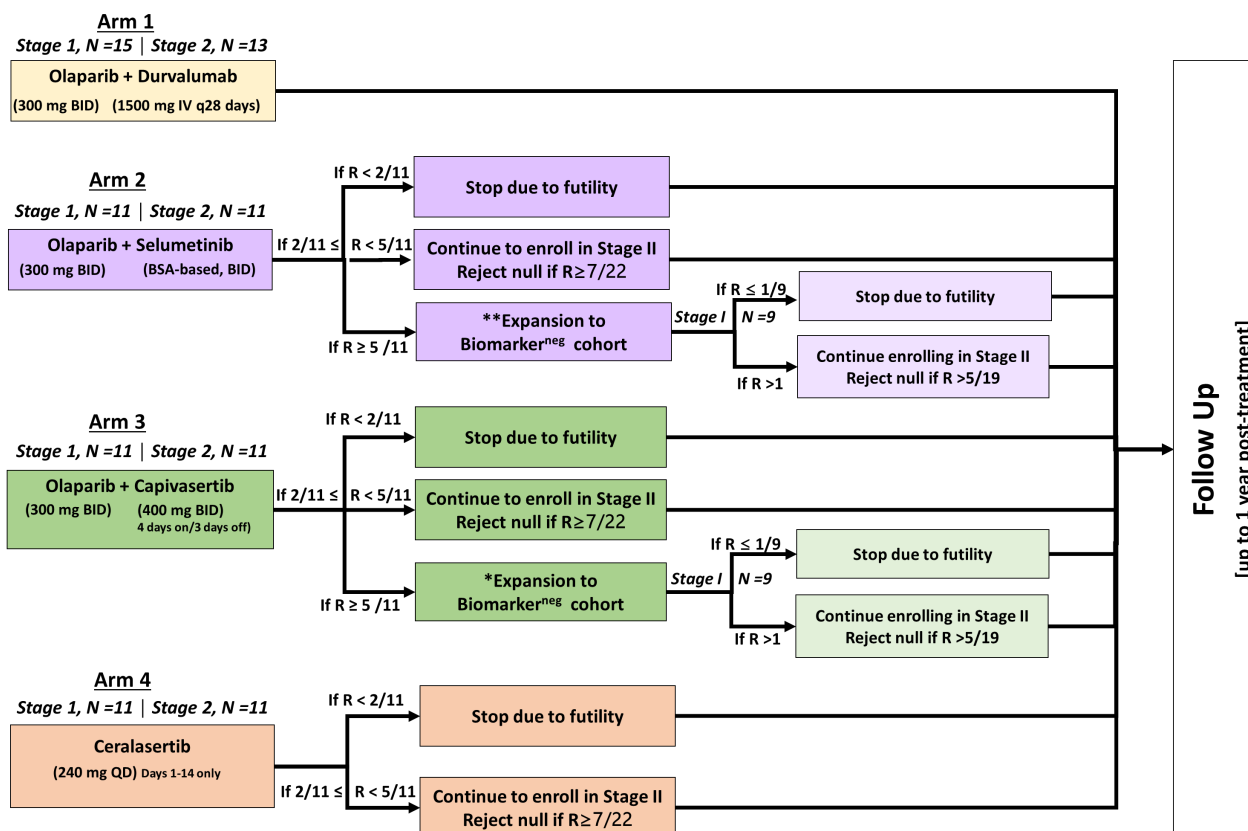 Arm 1
Stage 1, N =15 | Stage 2, N =13
Olaparib + Durvalumab
(300 mg BID) (1500 mg IV q28 days)
Arm 2
Stage 1, N =11 | Stage 2, N =11
Olaparib + Selumetinib
(300 mg BID) (BSA-based, BID)
If R < 2/11
Stop due to futility
If 2/11 ≤ R < 5/11
Continue to enroll in Stage II
Reject null if R≥7/22
If R ≥ 5 /11
**Expansion to
Biomarkerneg cohort
Stage I N =9
If R ≤ 1/9
Stop due to futility
If R >1
Continue enrolling in Stage II
Reject null if R >5/19
Arm 3
Stage 1, N =11 | Stage 2, N =11
Olaparib + Capivasertib
(300 mg BID) (400 mg BID)
4 days on/3 days off)
If R < 2/11
Stop due to futility
If 2/11 ≤ R < 5/11
Continue to enroll in Stage II
Reject null if R≥7/22
If R ≥ 5 /11
*Expansion to
Biomarkerneg cohort
Stage I N =9
If R ≤ 1/9
Stop due to futility
If R >1
Continue enrolling in Stage II
Reject null if R >5/19
Arm 4
Stage 1, N =11 | Stage 2, N =11
Ceralasertib
(240 mg QD) Days 1-14 only
If R < 2/11
Stop due to futility
If 2/11 ≤ R < 5/11
Continue to enroll in Stage II
Reject null if R≥7/22
Follow Up
[up to 1 year post-treatment]